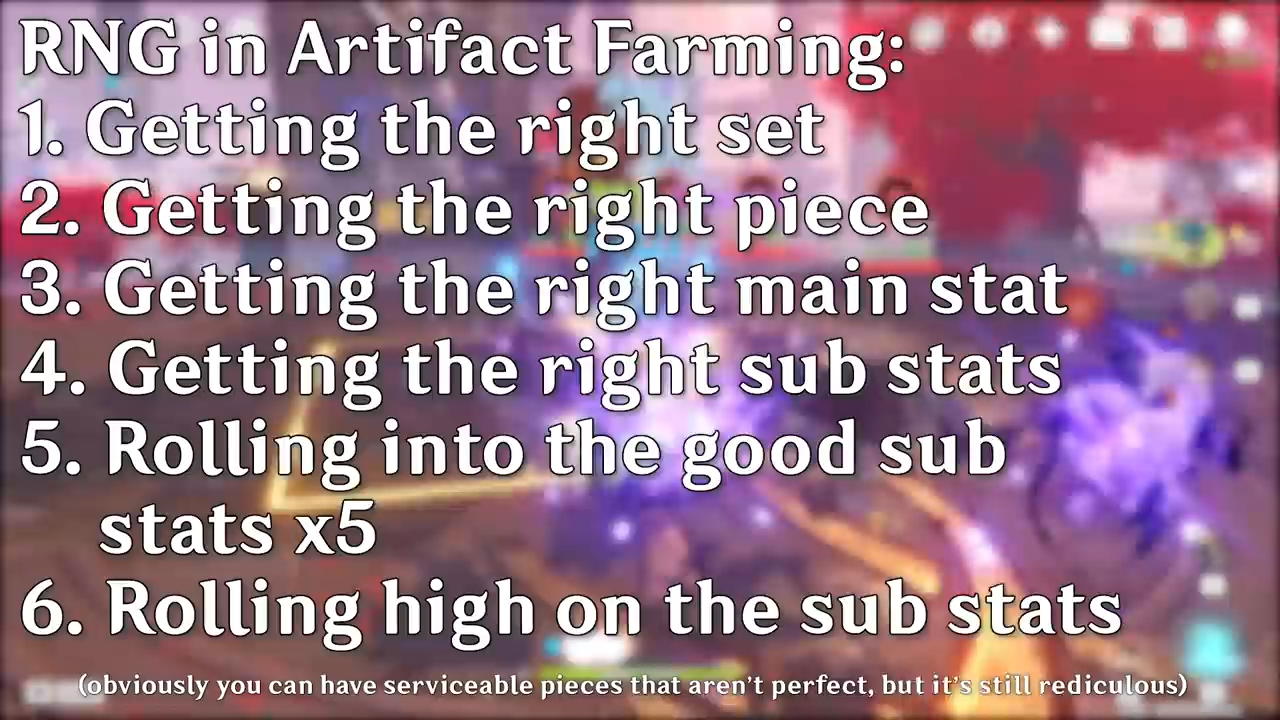 RNG in Artifact Farming:
1. Getting the right set
2. Getting the right piece
3. Getting the right main stat
4. Getting the right sub stats
5. Rolling into the good sub
stats x5
6. Rolling high on the sub stats
(obviously you can have serviceable pieces that aren't perfect, but it's still rediculous)